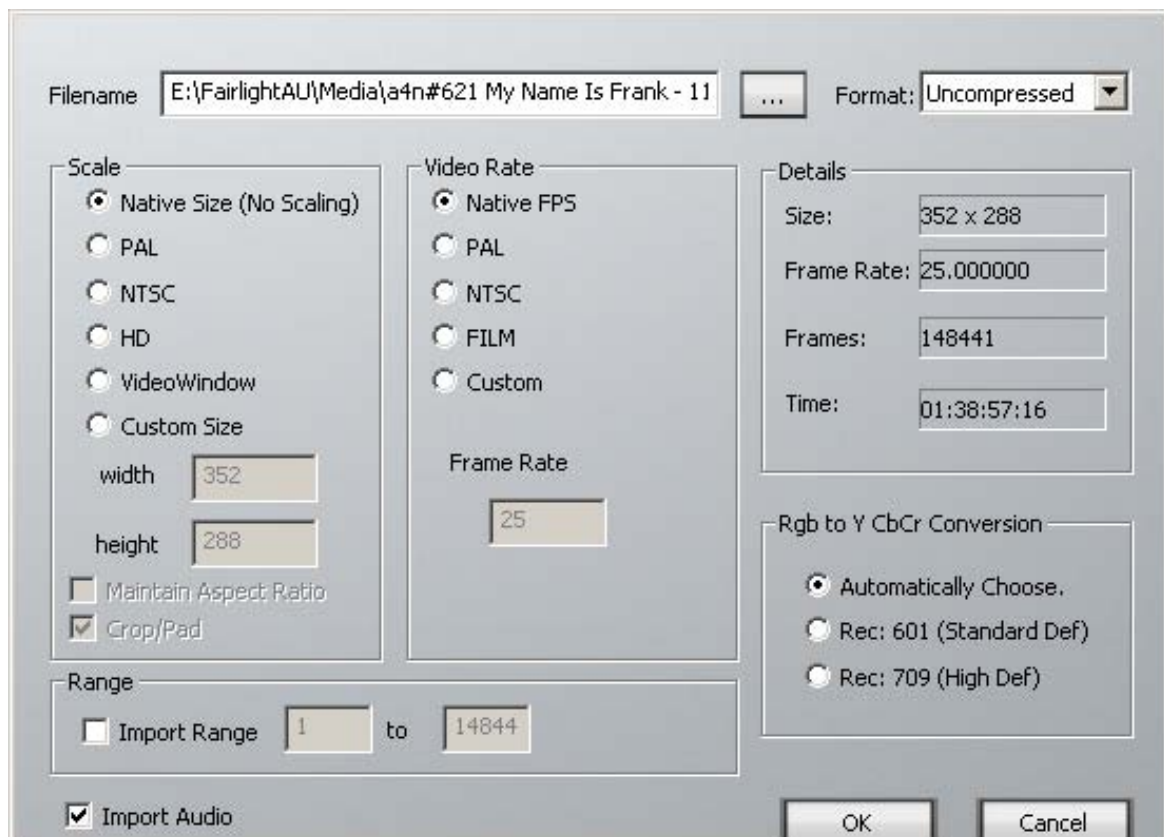 Filename E:\FairlightAU\Media\a4n#621 My Name Is Frank - 11 ... Format: Uncompressed
Scale
Native Size (No Scaling)
PAL
NTSC
HD
VideoWindow
Custom Size
width 352
height 288
Maintain Aspect Ratio
Crop/Pad
Video Rate
Native FPS
PAL
NTSC
FILM
Custom
Frame Rate
25
Details
Size: 352 x 288
Frame Rate: 25.000000
Frames: 148441
Time: 01:38:57:16
Rgb to Y CbCr Conversion
Automatically Choose.
Rec: 601 (Standard Def)
Rec: 709 (High Def)
Range
Import Range 1 to 14844
Import Audio
OK Cancel